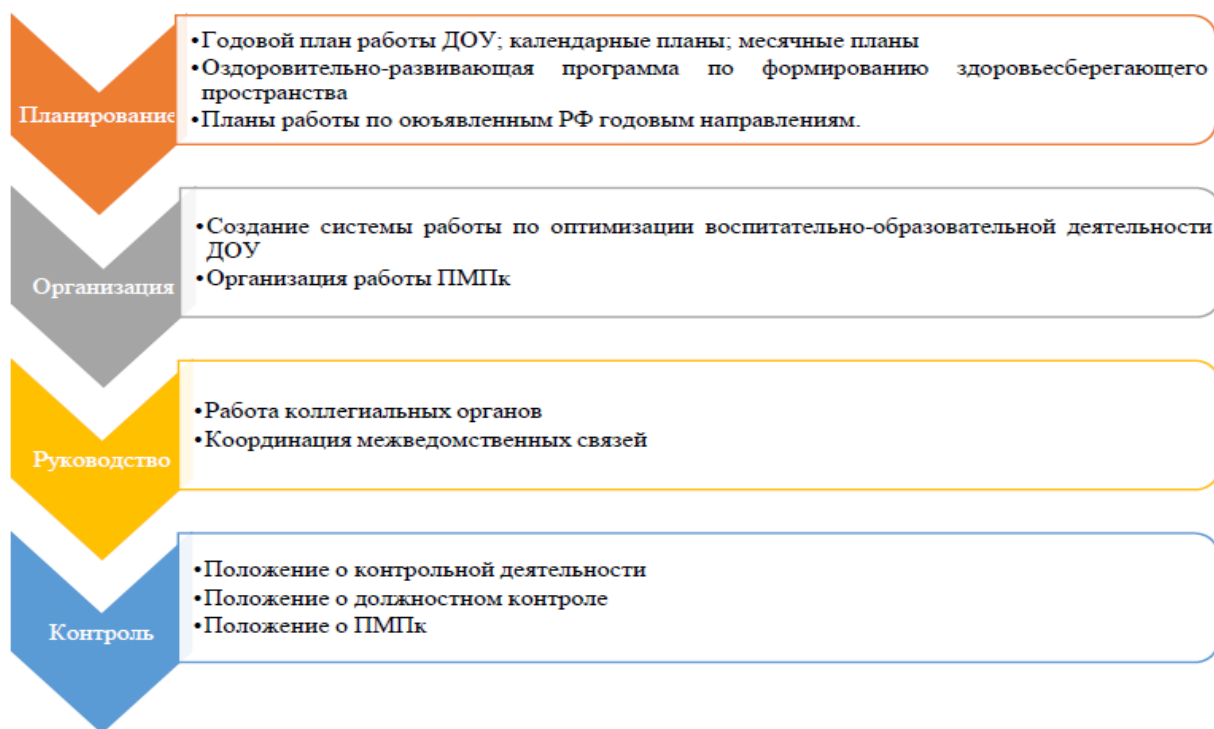 Планирование
•Годовой план работы ДОУ; календарные планы; месячные планы
•Оздоровительно-развивающая программа по формированию здоровьесберегающего
пространства
•Планы работы по оюъявленным РФ годовым направлениям.
Организация
•Создание системы работы по оптимизации воспитательно-образовательной деятельности
ДОУ
•Организация работы ПМПк
Руководство
•Работа коллегиальных органов
•Координация межведомственных связей
Контроль
•Положение о контрольной деятельности
•Положение о должностном контроле
•Положение о ПМПк